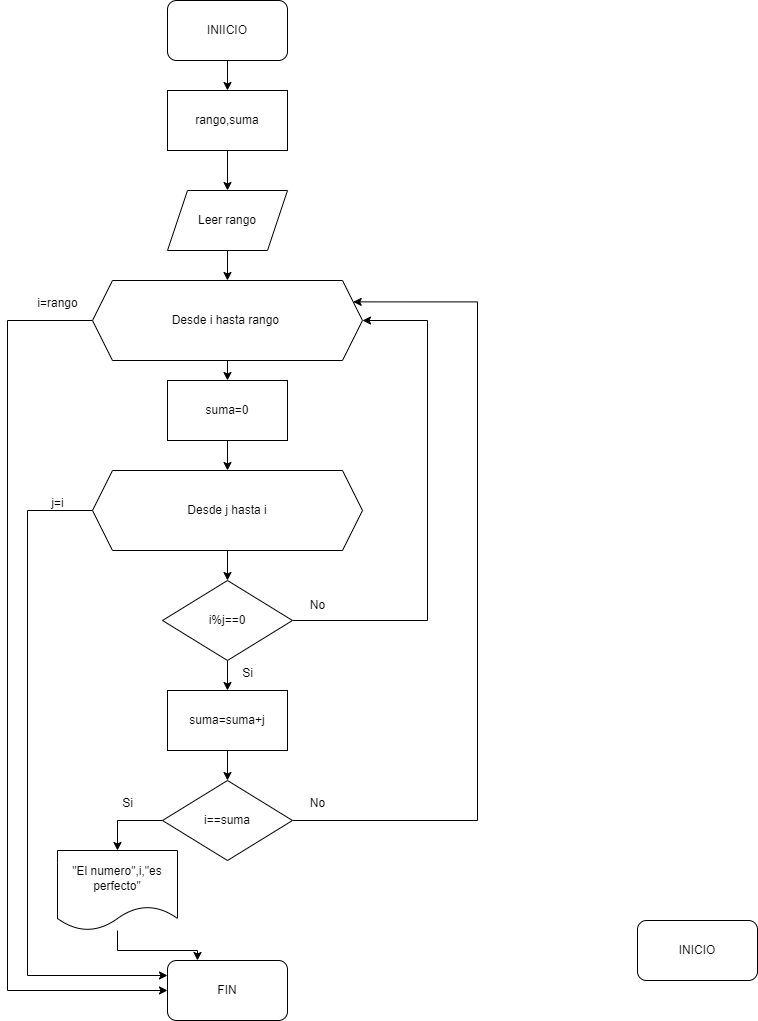 INIICIO
rango,suma
Leer rango
i=rango
Desde i hasta rango
suma=0
j=i
Desde j hasta i
i%j==0
No
Si
suma=suma+j
Si
i==suma
No
"El numero",i,"es
perfecto"
FIN
INICIO